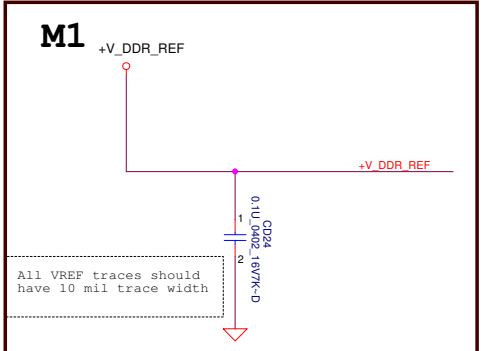 M1
+V_DDR_REF
+V_DDR_REF
1
CD24
0.1U_0402_16V7K~D
2
All VREF traces should
have 10 mil trace width